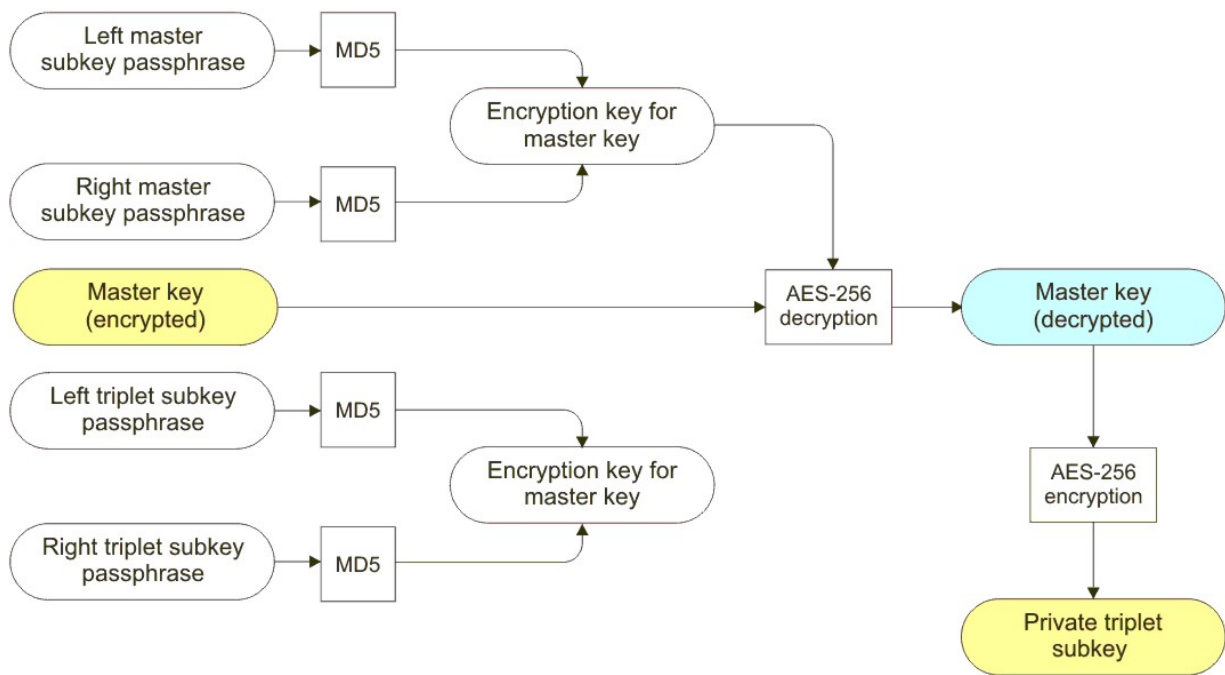 Left master
subkey passphrase
MD5
Encryption key for
master key
Right master
subkey passphrase
MD5
Master key
(encrypted)
AES-256
decryption
Master key
(decrypted)
Left triplet subkey
passphrase
MD5
Encryption key for
master key
AES-256
encryption
Right triplet subkey
passphrase
MD5
Private triplet
subkey